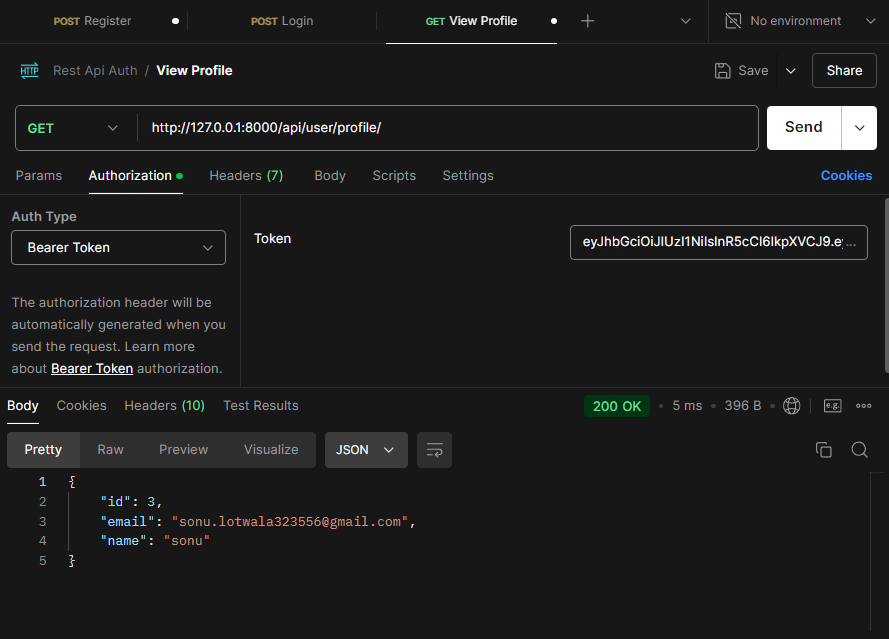 POST Register
POST Login
GET View Profile
No environment
HTTP Rest Api Auth / View Profile
Save
Share
GET
http://127.0.0.1:8000/api/user/profile/
Send
Params
Authorization
Headers (7)
Body
Scripts
Settings
Cookies
Auth Type
Bearer Token
Token
eyJhbGciOiJIUzI1NiIsInR5cCI6IkpXVCJ9.ey...
The authorization header will be
automatically generated when you
send the request. Learn more
about Bearer Token authorization.
Body
Cookies
Headers (10)
Test Results
200 OK • 5 ms • 396 B •
e.g.
Pretty
Raw
Preview
Visualize
JSON
1 {
2 "id": 3,
3 "email": "sonu.lotwala323556@gmail.com",
4 "name": "sonu"
5 }